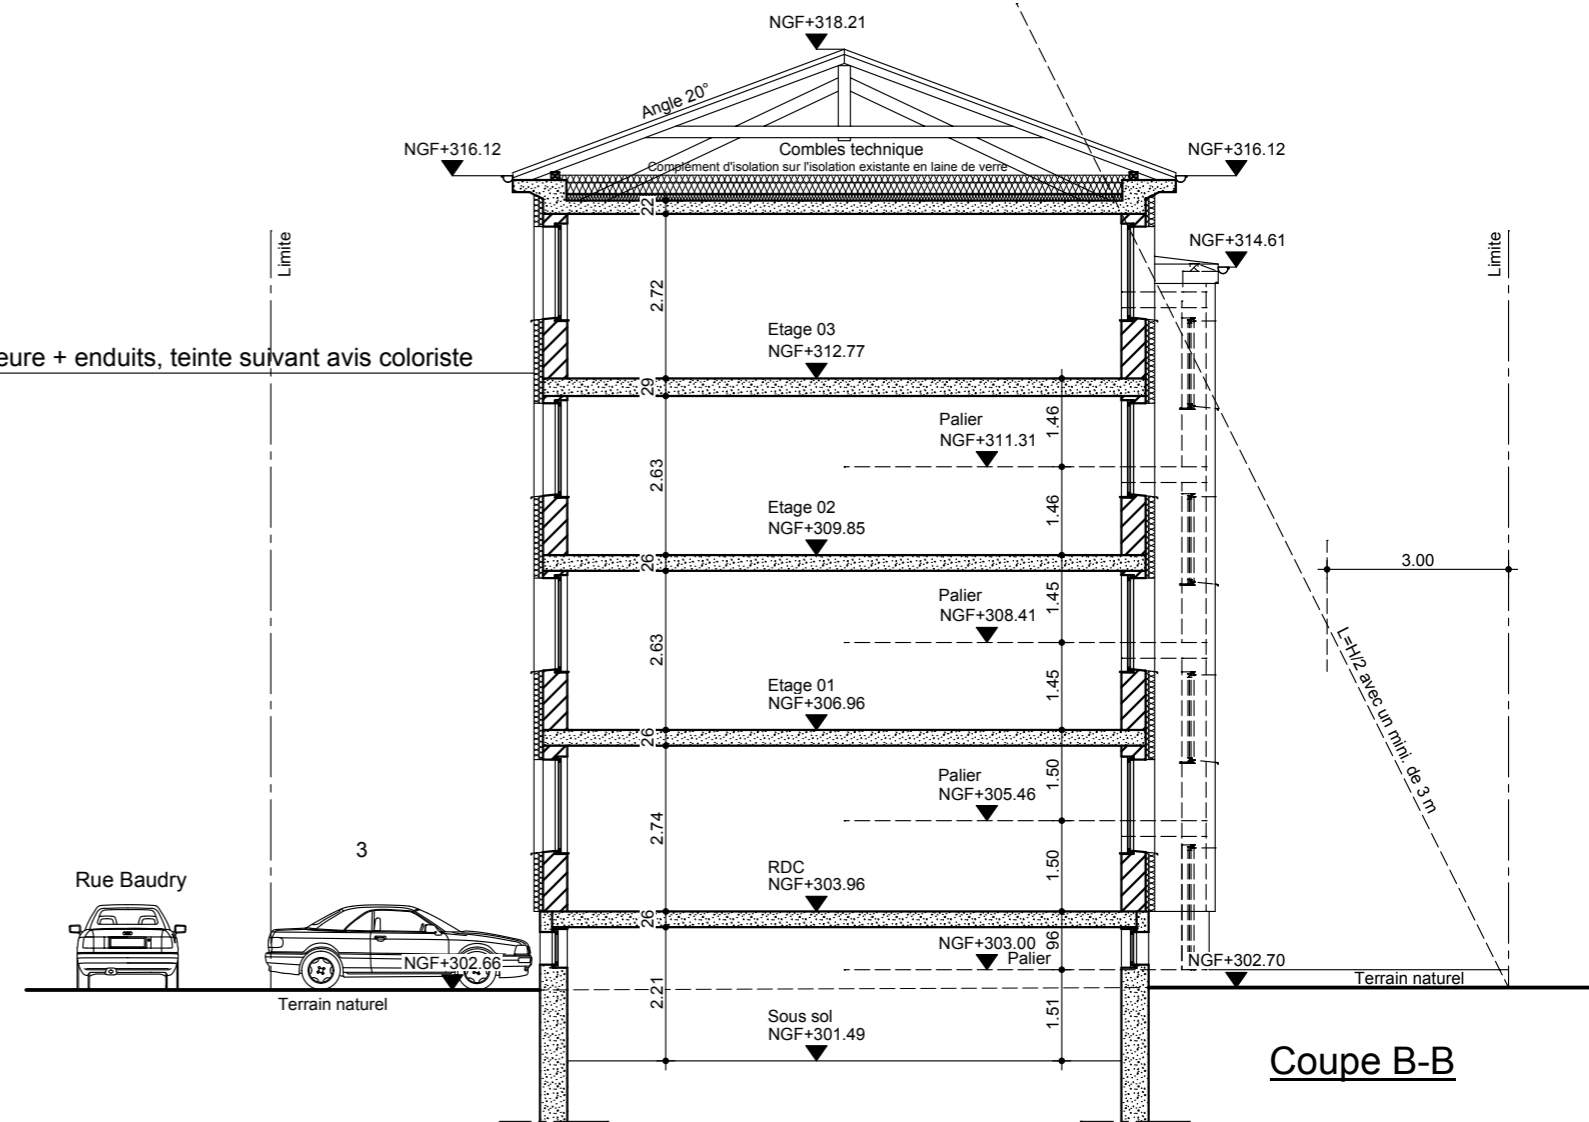 NGF+318.21
Angle 20°
NGF+316.12
Combles technique
NGF+316.12
Complément d'isolation sur l'isolation existante en laine de verre
22
Limite
NGF+314.61
Limite
2.72
Etage 03
NGF+312.77
eure + enduits, teinte suivant avis coloriste
29
1.46
Palier
NGF+311.31
2.63
Etage 02
NGF+309.85
1.46
26
3.00
Palier
NGF+308.41
1.45
2.63
L=H/2 avec un mini. de 3 m
Etage 01
NGF+306.96
1.45
26
Palier
NGF+305.46
1.50
2.74
3
RDC
NGF+303.96
1.50
Rue Baudry
26
NGF+303.00
96
Palier
NGF+302.66
NGF+302.70
Terrain naturel
Terrain naturel
2.21
1.51
Sous sol
NGF+301.49
Coupe B-B